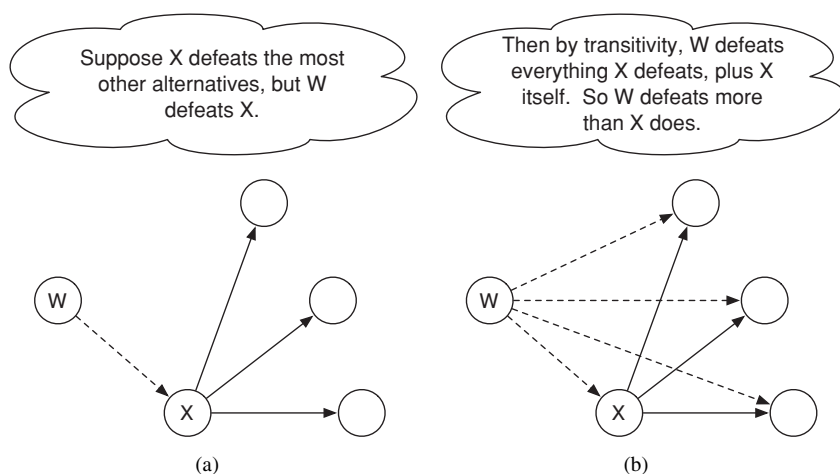 Suppose X defeats the most
other alternatives, but W
defeats X.
Then by transitivity, W defeats
everything X defeats, plus X
itself. So W defeats more
than X does.
W
X
(a)
W
X
(b)